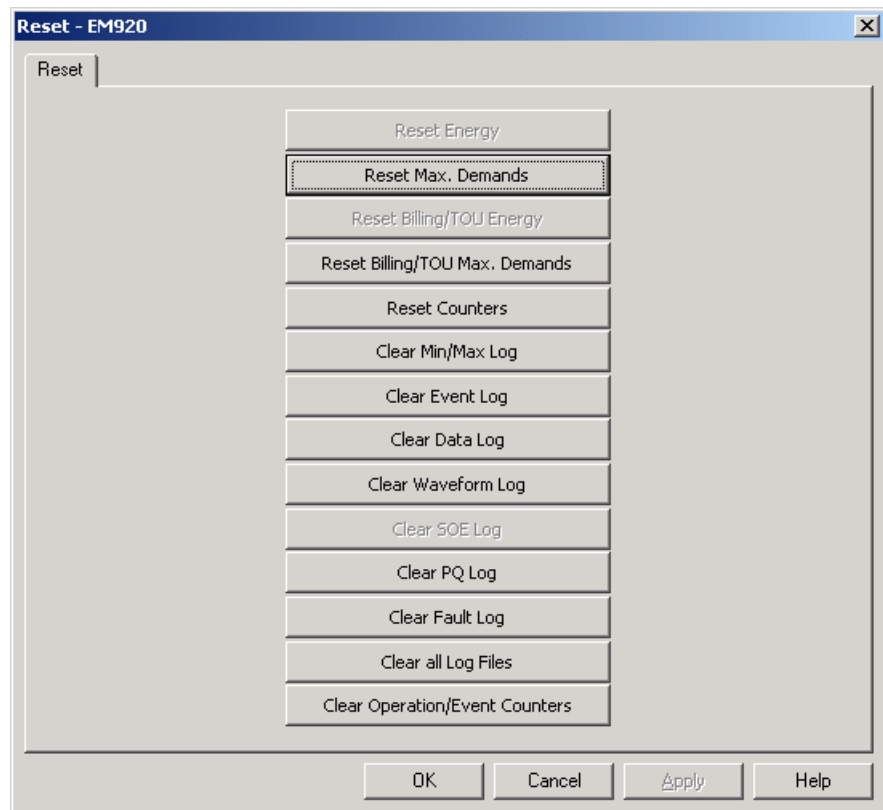 Reset - EM920
Reset
Reset Energy
Reset Max. Demands
Reset Billing/TOU Energy
Reset Billing/TOU Max. Demands
Reset Counters
Clear Min/Max Log
Clear Event Log
Clear Data Log
Clear Waveform Log
Clear SOE Log
Clear PQ Log
Clear Fault Log
Clear all Log Files
Clear Operation/Event Counters
OK Cancel Apply Help